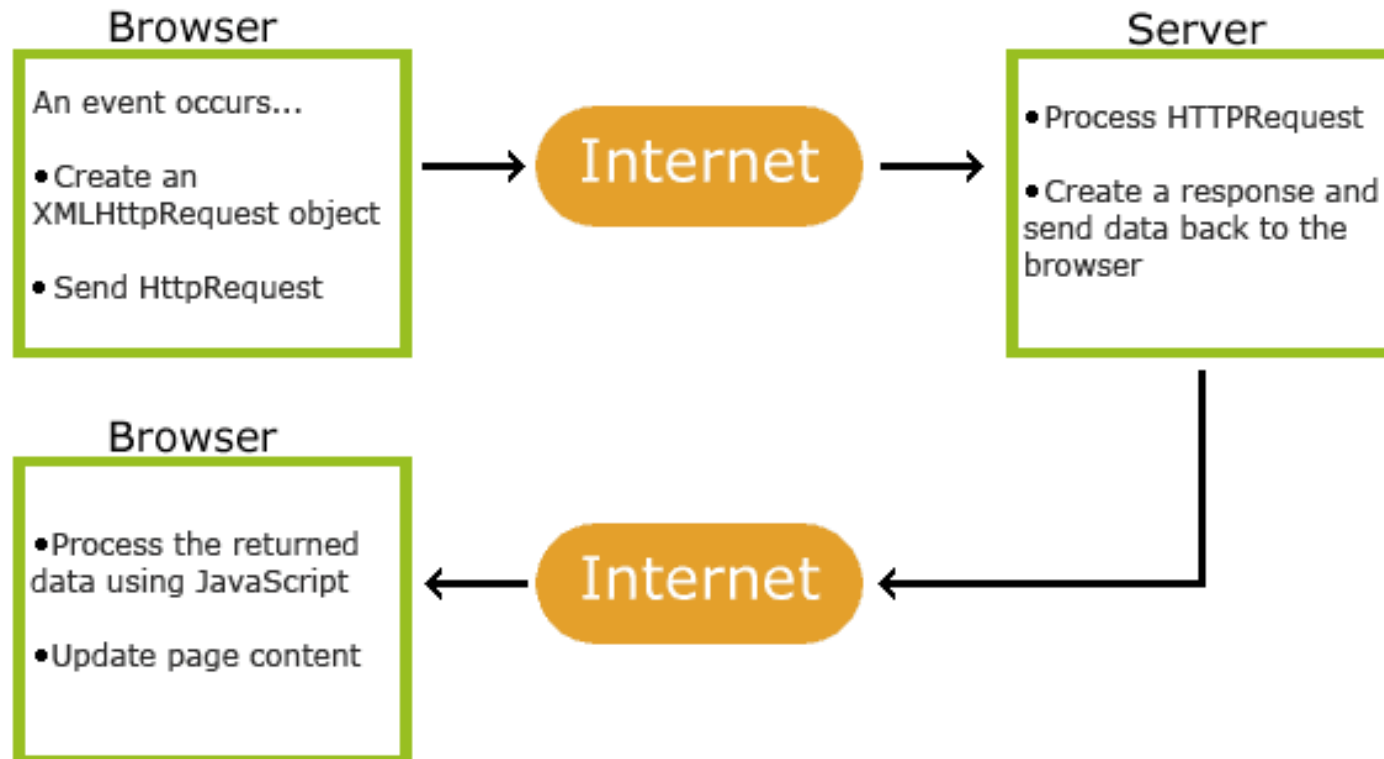 Browser
An event occurs...
•Create an
XMLHttpRequest object
• Send HttpRequest
Internet
Server
•Process HTTPRequest
•Create a response and
send data back to the
browser
Browser
•Process the returned
data using JavaScript
•Update page content
Internet